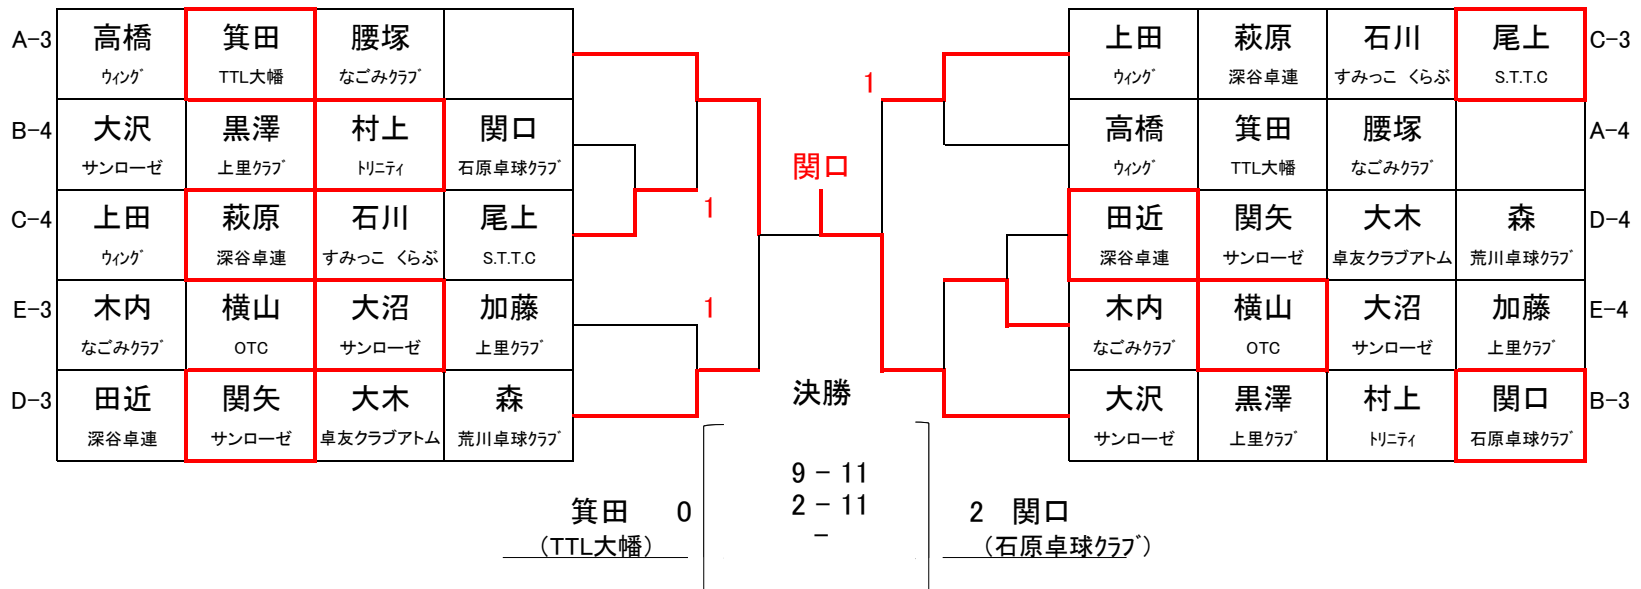 A-3 高橋 箕田 腰塚
ウィング TTL大幡 なごみクラブ
B-4 大沢 黒澤 村上 関口
サンローゼ 上里クラブ トリニティ 石原卓球クラブ
C-4 上田 萩原 石川 尾上
ウィング 深谷卓連 すみっこ くらぶ S.T.T.C
E-3 木内 横山 大沼 加藤
なごみクラブ OTC サンローゼ 上里クラブ
D-3 田近 関矢 大木 森
深谷卓連 サンローゼ 卓友クラブアトム 荒川卓球クラブ
1
1
1
関口
上田 萩原 石川 尾上 C-3
ウィング 深谷卓連 すみっこ くらぶ S.T.T.C
高橋 箕田 腰塚 A-4
ウィング TTL大幡 なごみクラブ
田近 関矢 大木 森 D-4
深谷卓連 サンローゼ 卓友クラブアトム 荒川卓球クラブ
木内 横山 大沼 加藤 E-4
なごみクラブ OTC サンローゼ 上里クラブ
大沢 黒澤 村上 関口 B-3
サンローゼ 上里クラブ トリニティ 石原卓球クラブ
決勝
9 - 11
2 - 11
-
箕田 0
(TTL大幡)
2 関口
(石原卓球クラブ)